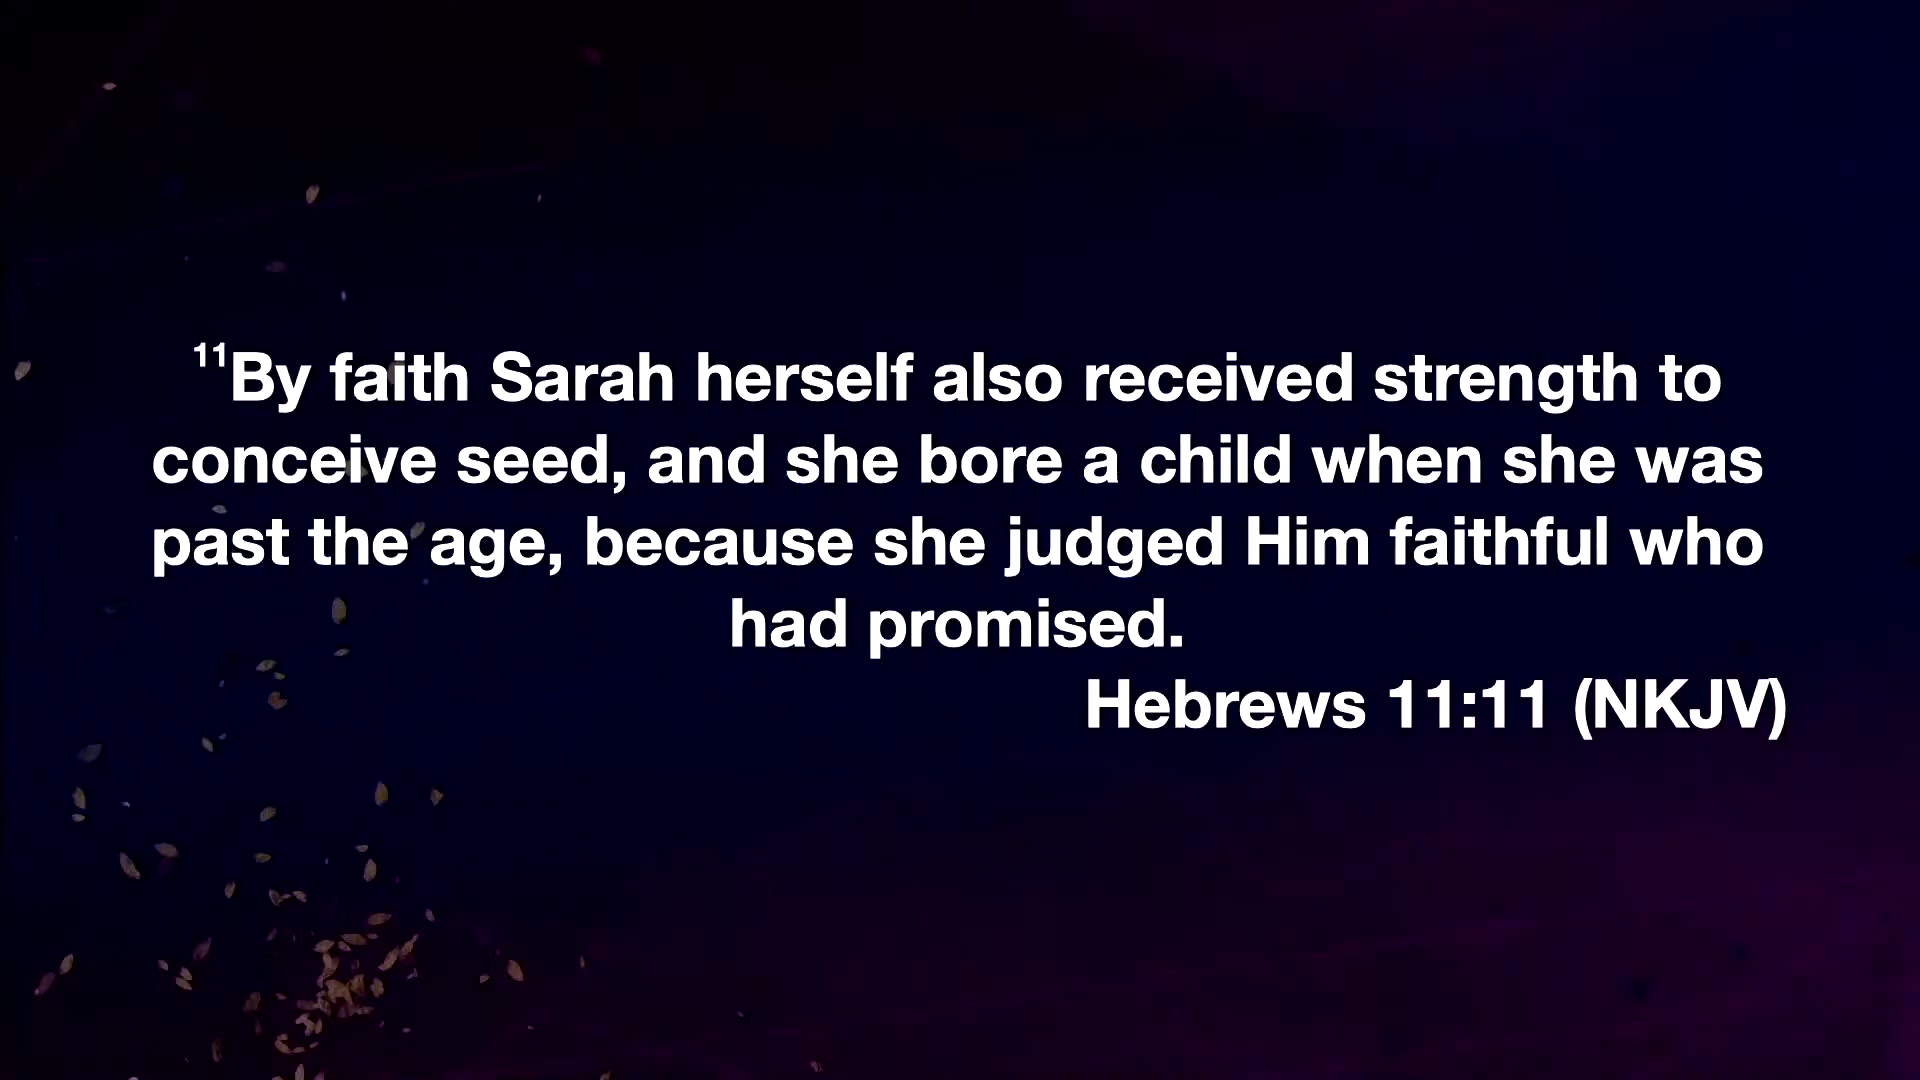 11By faith Sarah herself also received strength to
conceive seed, and she bore a child when she was
past the age, because she judged Him faithful who
had promised.
Hebrews 11:11 (NKJV)